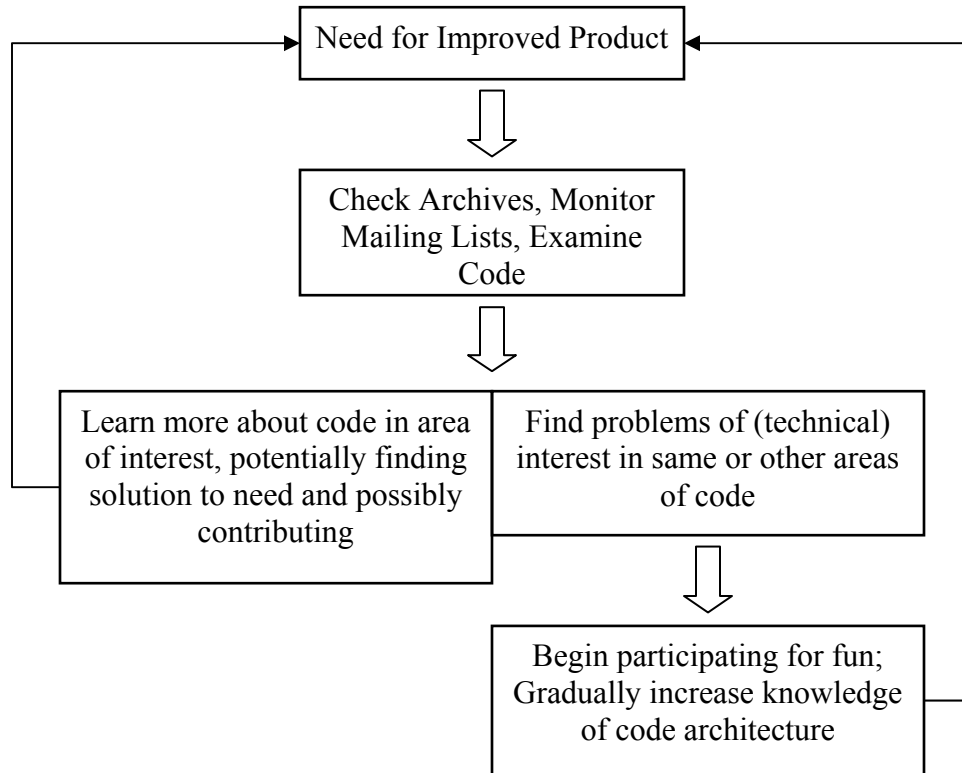 Need for Improved Product
Check Archives, Monitor
Mailing Lists, Examine
Code
Learn more about code in area
of interest, potentially finding
solution to need and possibly
contributing
Find problems of (technical)
interest in same or other areas
of code
Begin participating for fun;
Gradually increase knowledge
of code architecture